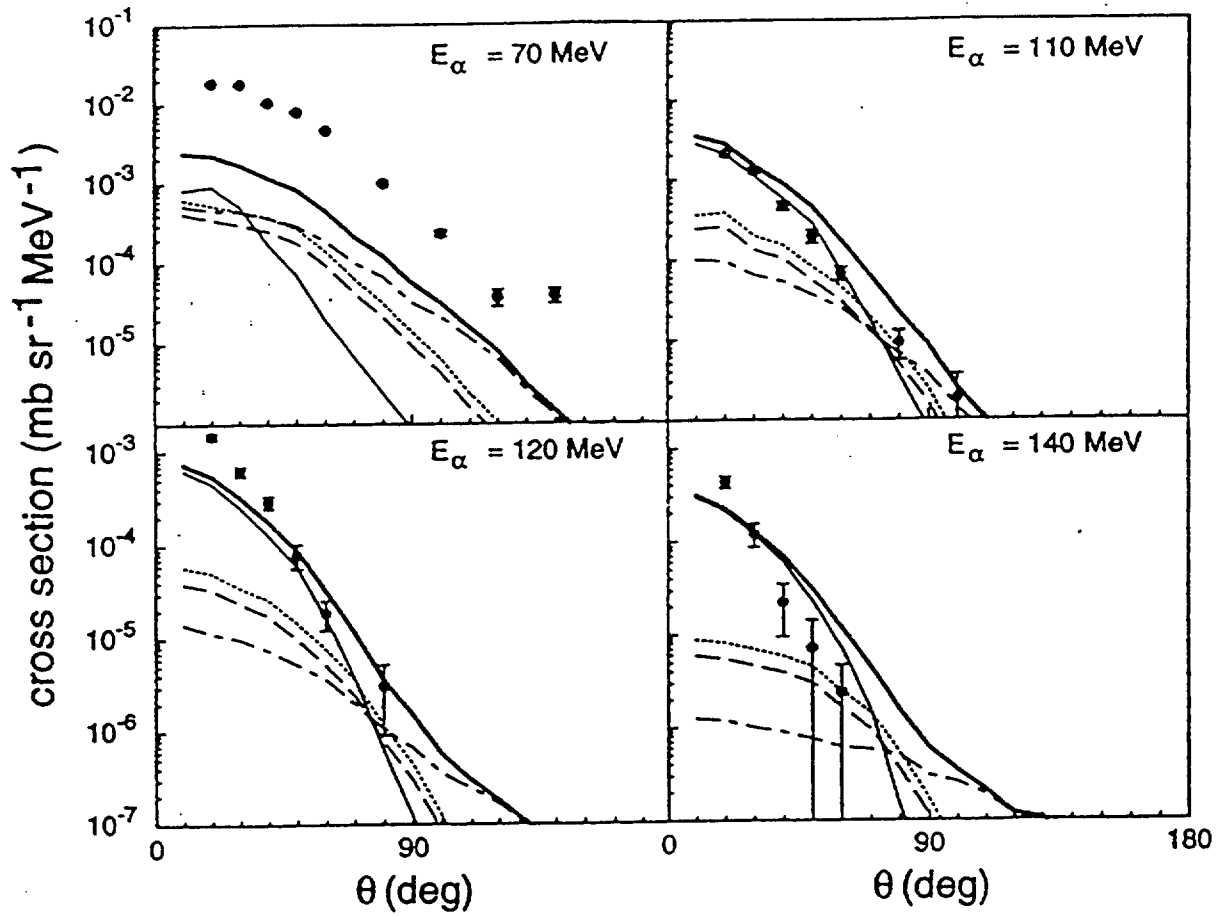 cross section (mb sr⁻¹ MeV⁻¹)
10⁻¹
10⁻²
10⁻³
10⁻⁴
10⁻⁵
E_α = 70 MeV
E_α = 110 MeV
10⁻³
10⁻⁴
10⁻⁵
10⁻⁶
10⁻⁷
E_α = 120 MeV
E_α = 140 MeV
0
90
0
90
180
θ (deg)
θ (deg)